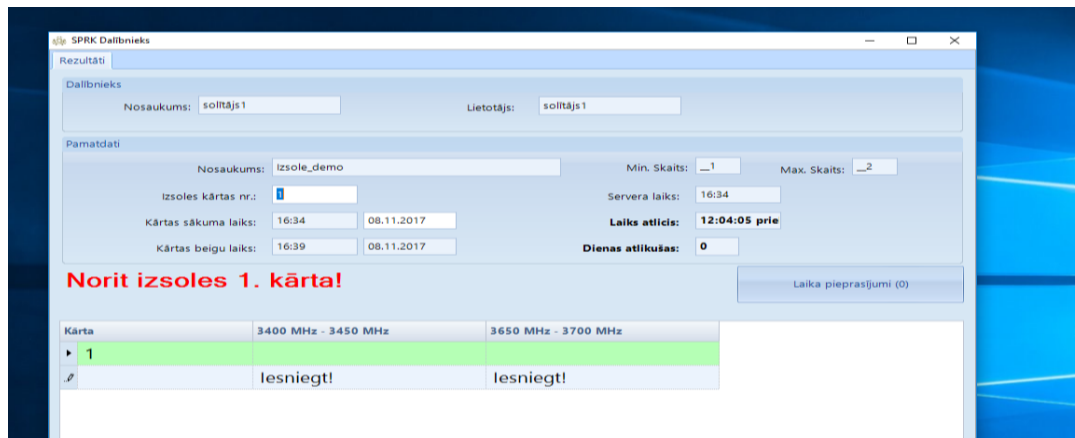 SPRK Dalībnieks
Rezultāti
Dalībnieks
Nosaukums: solītājs1 Lietotājs: solītājs1
Pamatdati
Nosaukums: Izsole_demo Min. Skaits: __1 Max. Skaits: __2
Izsoles kārtas nr.: 1 Servera laiks: 16:34
Kārtas sākuma laiks: 16:34 08.11.2017 Laiks atlicis: 12:04:05 prie
Kārtas beigu laiks: 16:39 08.11.2017 Dienas atlikušas: 0
Norit izsoles 1. kārta!
Laika pieprasījumi (0)
Kārta 3400 MHz - 3450 MHz 3650 MHz - 3700 MHz
1
Iesniegt! Iesniegt!